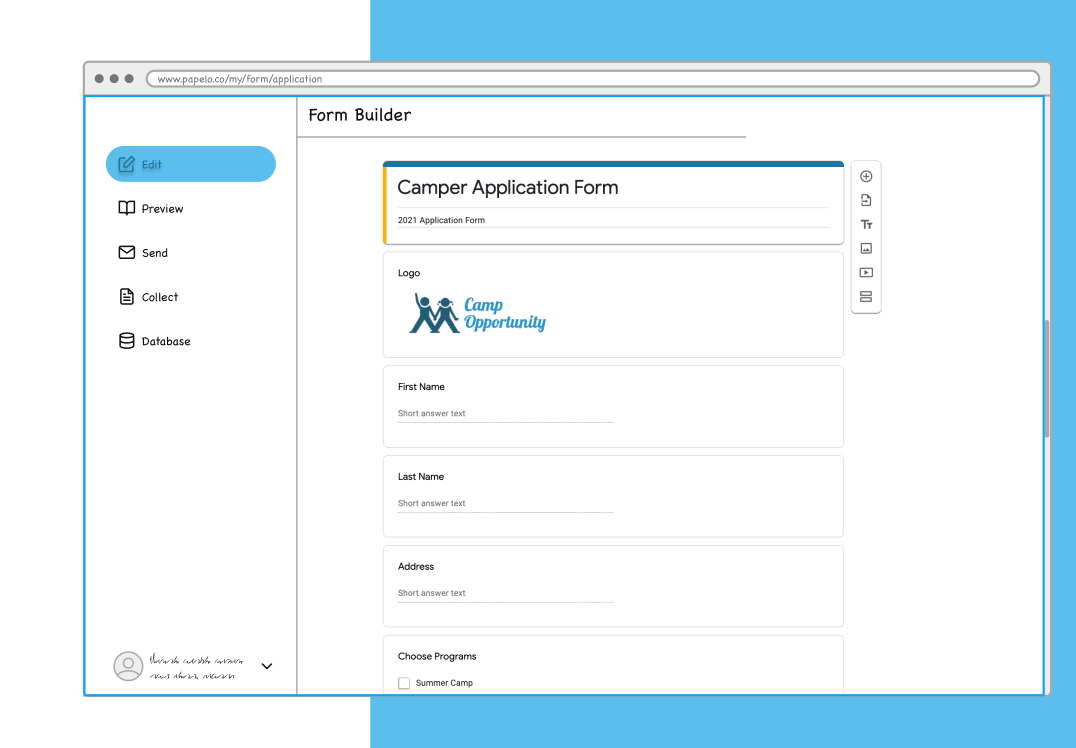 www.papelo.co/my/form/application
Form Builder
Edit
Preview
Send
Collect
Database
Camper Application Form
2021 Application Form
Logo
Camp
Opportunity
First Name
Short answer text
Last Name
Short answer text
Address
Short answer text
Choose Programs
Summer Camp
Tt